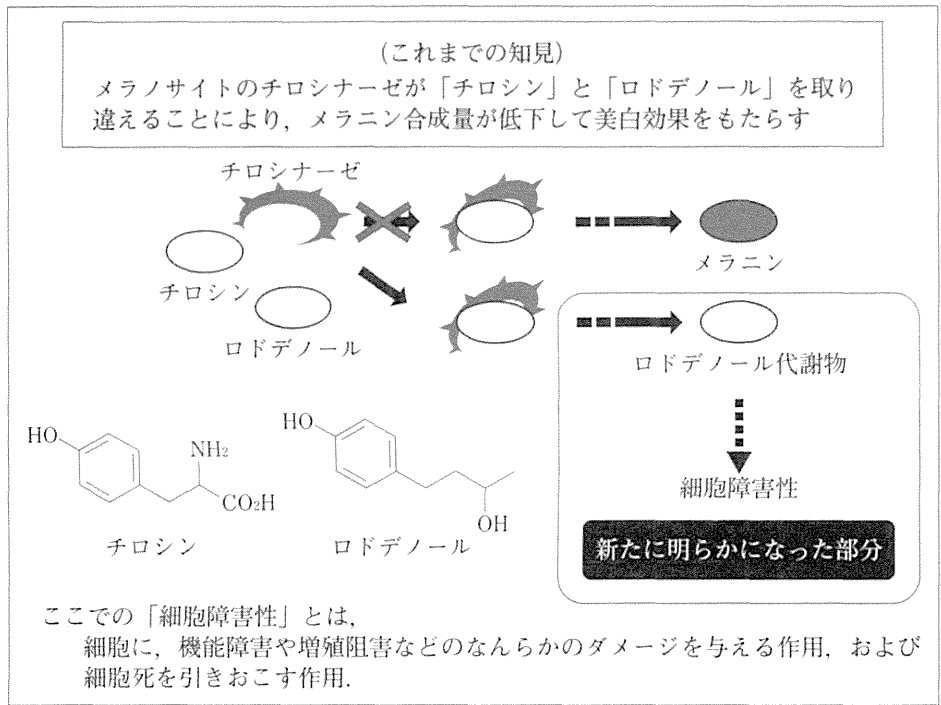 (これまでの知見)
メラノサイトのチロシナーゼが「チロシン」と「ロドデノール」を取り
違えることにより，メラニン合成量が低下して美白効果をもたらす
チロシナーゼ
チロシン
メラニン
ロドデノール
ロドデノール代謝物
HO
NH₂
CO₂H
チロシン
HO
OH
ロドデノール
細胞障害性
新たに明らかになった部分
ここでの「細胞障害性」とは，
細胞に，機能障害や増殖阻害などのなんらかのダメージを与える作用，および
細胞死を引きおこす作用.